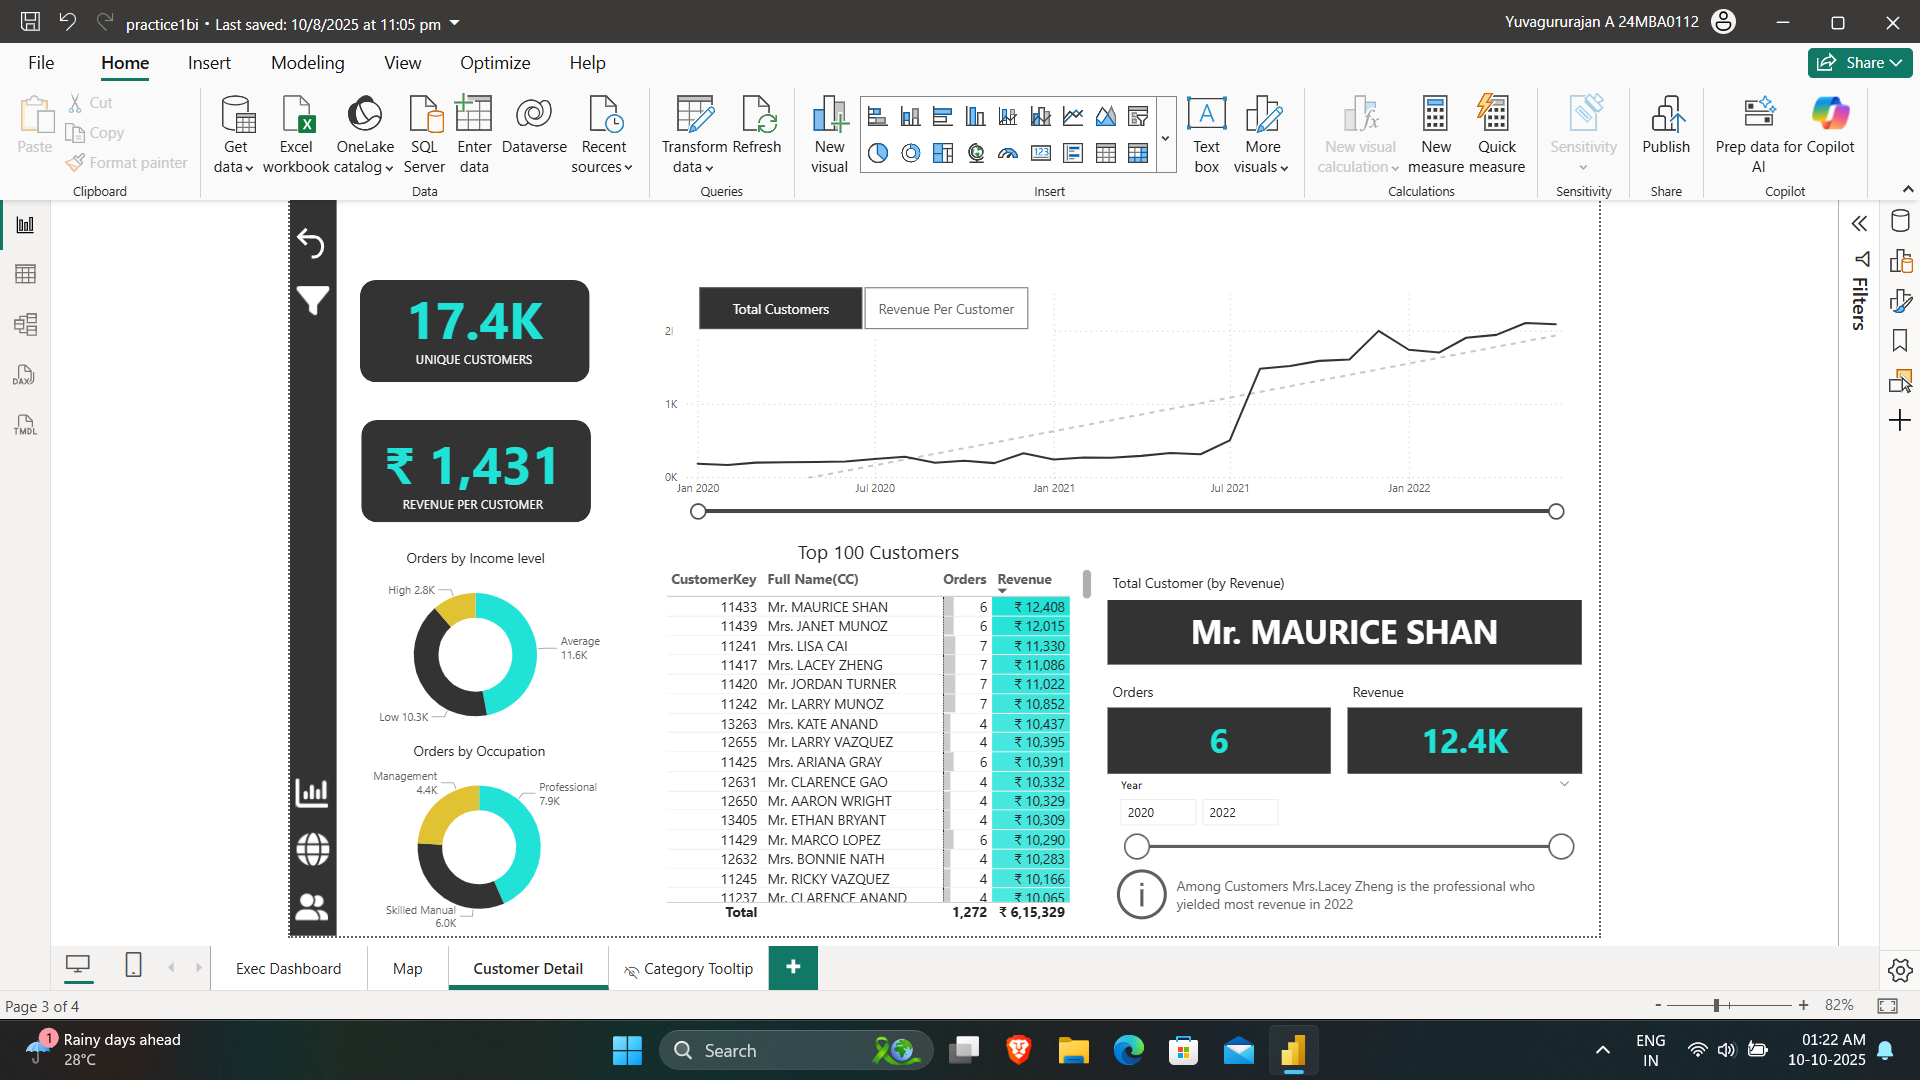 practice1bi • Last saved: 10/8/2025 at 11:05 pm
Yuvagururajan A 24MBA0112
File Home Insert Modeling View Optimize Help
Share
Paste
Cut
Copy
Format painter
Clipboard
Get data
Excel workbook
OneLake catalog
SQL Server
Enter data
Dataverse
Recent sources
Data
Transform data
Refresh
Queries
New visual
123
A
Text box
More visuals
Insert
fx
New visual calculation
New measure
Quick measure
Calculations
Sensitivity
Sensitivity
Publish
Share
Prep data for AI
Copilot
Copilot
DAX
TMDL
Filters
17.4K
UNIQUE CUSTOMERS
₹ 1,431
REVENUE PER CUSTOMER
Total Customers
Revenue Per Customer
1K
0K
Jan 2020
Jul 2020
Jan 2021
Jul 2021
Jan 2022
Orders by Income level
High 2.8K
Average
11.6K
Low 10.3K
Orders by Occupation
Management
4.4K
Professional
7.9K
Skilled Manual
6.0K
Top 100 Customers
CustomerKey Full Name(CC) Orders Revenue
11433 Mr. MAURICE SHAN 6 ₹ 12,408
11439 Mrs. JANET MUNOZ 6 ₹ 12,015
11241 Mrs. LISA CAI 7 ₹ 11,330
11417 Mrs. LACEY ZHENG 7 ₹ 11,086
11420 Mr. JORDAN TURNER 7 ₹ 11,022
11242 Mr. LARRY MUNOZ 7 ₹ 10,852
13263 Mrs. KATE ANAND 4 ₹ 10,437
12655 Mr. LARRY VAZQUEZ 4 ₹ 10,395
11425 Mrs. ARIANA GRAY 6 ₹ 10,391
12631 Mr. CLARENCE GAO 4 ₹ 10,332
12650 Mr. AARON WRIGHT 4 ₹ 10,329
13405 Mr. ETHAN BRYANT 4 ₹ 10,309
11429 Mr. MARCO LOPEZ 6 ₹ 10,290
12632 Mrs. BONNIE NATH 4 ₹ 10,283
11245 Mr. RICKY VAZQUEZ 4 ₹ 10,166
11237 Mr. CLARENCE ANAND 4 ₹ 10,065
Total 1,272 ₹ 6,15,329
Total Customer (by Revenue)
Mr. MAURICE SHAN
Orders
6
Revenue
12.4K
Year
2020 2022
Among Customers Mrs.Lacey Zheng is the professional who
yielded most revenue in 2022
Exec Dashboard Map Customer Detail Category Tooltip +
Page 3 of 4
- + 82%
1
Rainy days ahead
28°C
Search
ENG
IN
01:22 AM
10-10-2025